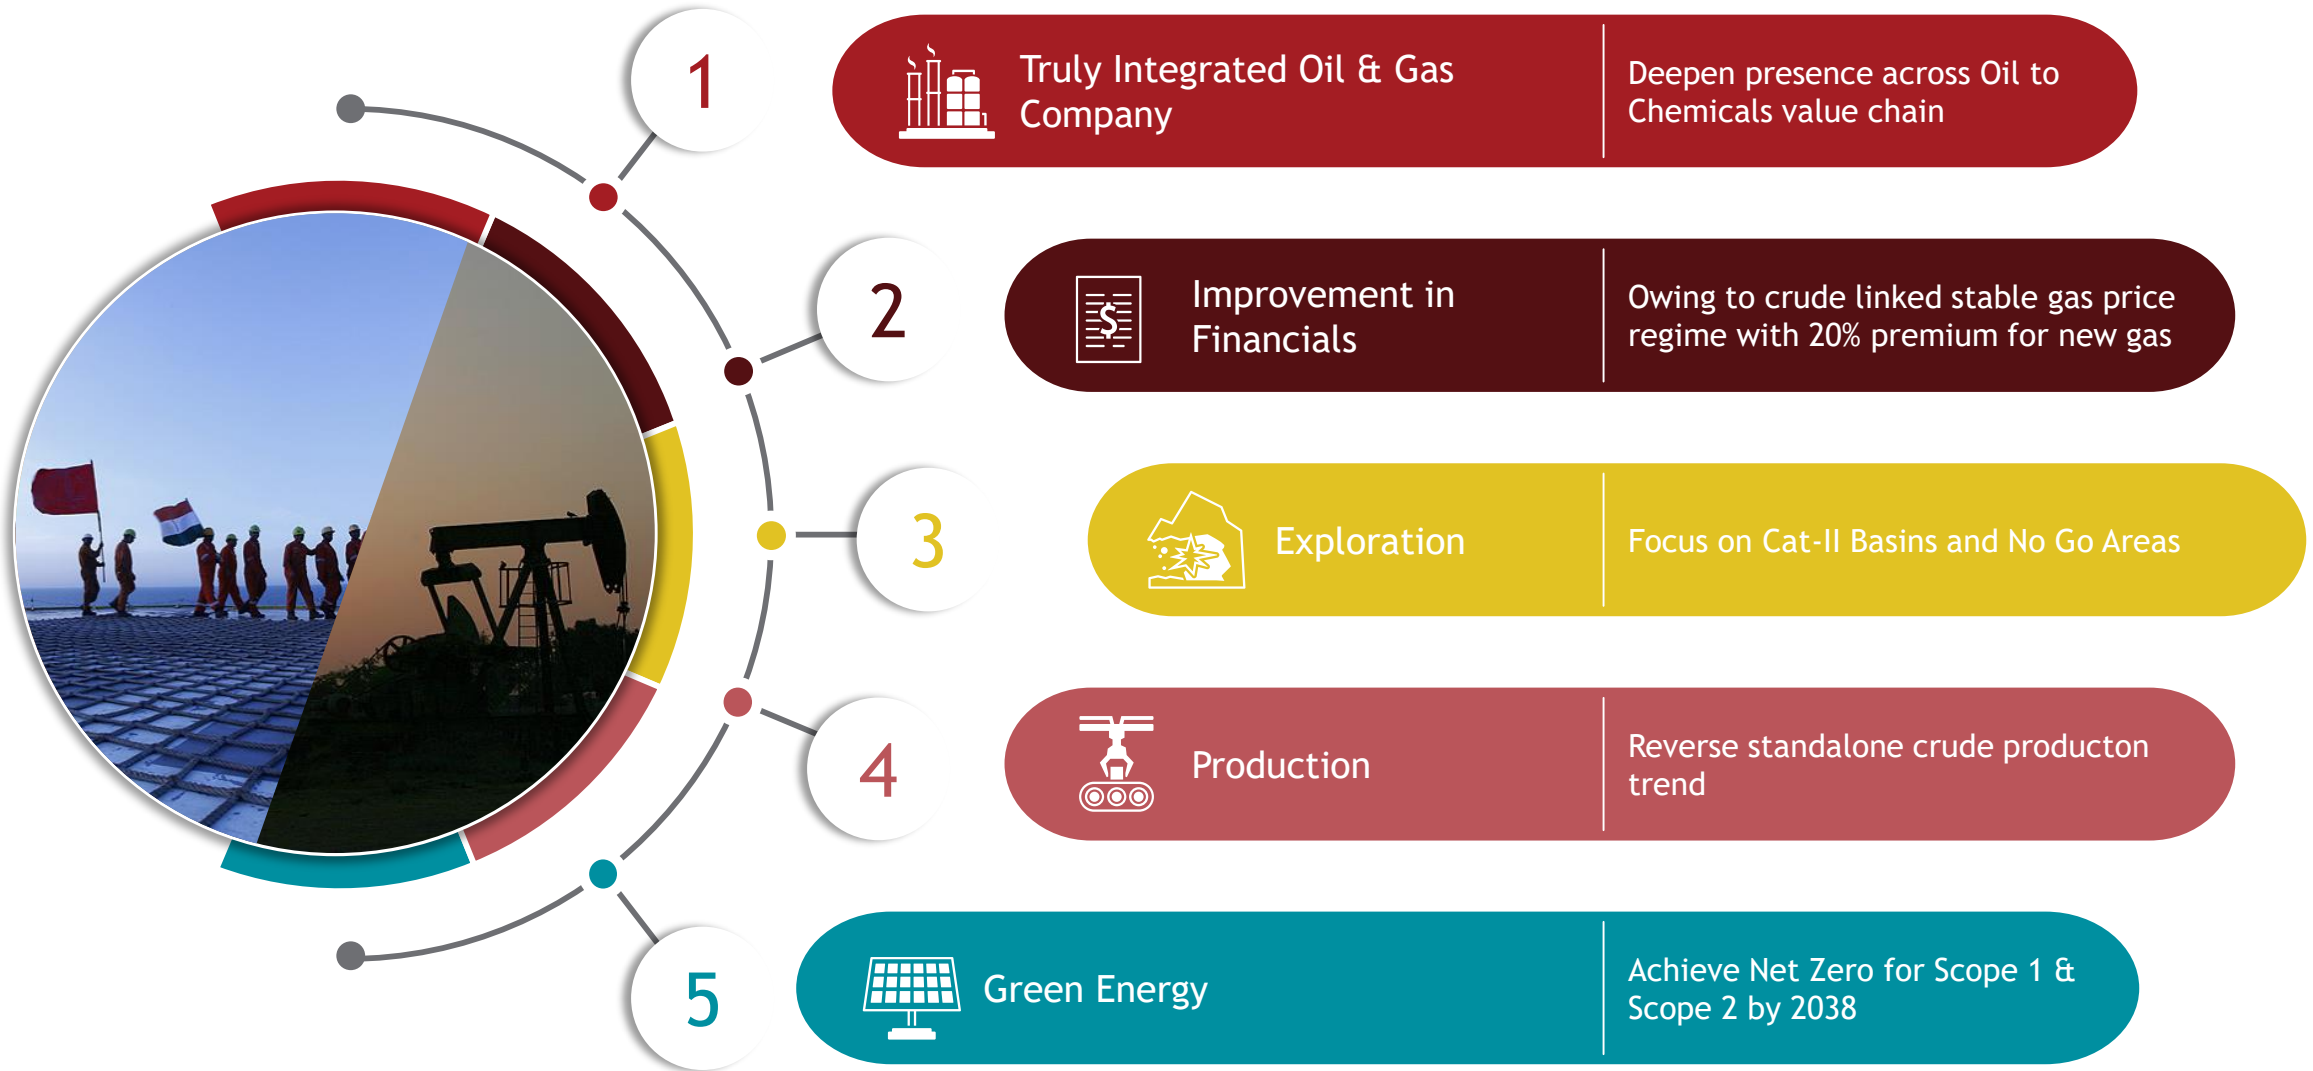 1
Truly Integrated Oil & Gas
Company
Deepen presence across Oil to
Chemicals value chain
2
Improvement in
Financials
Owing to crude linked stable gas price
regime with 20% premium for new gas
3
Exploration
Focus on Cat-II Basins and No Go Areas
4
Production
Reverse standalone crude producton
trend
5
Green Energy
Achieve Net Zero for Scope 1 &
Scope 2 by 2038